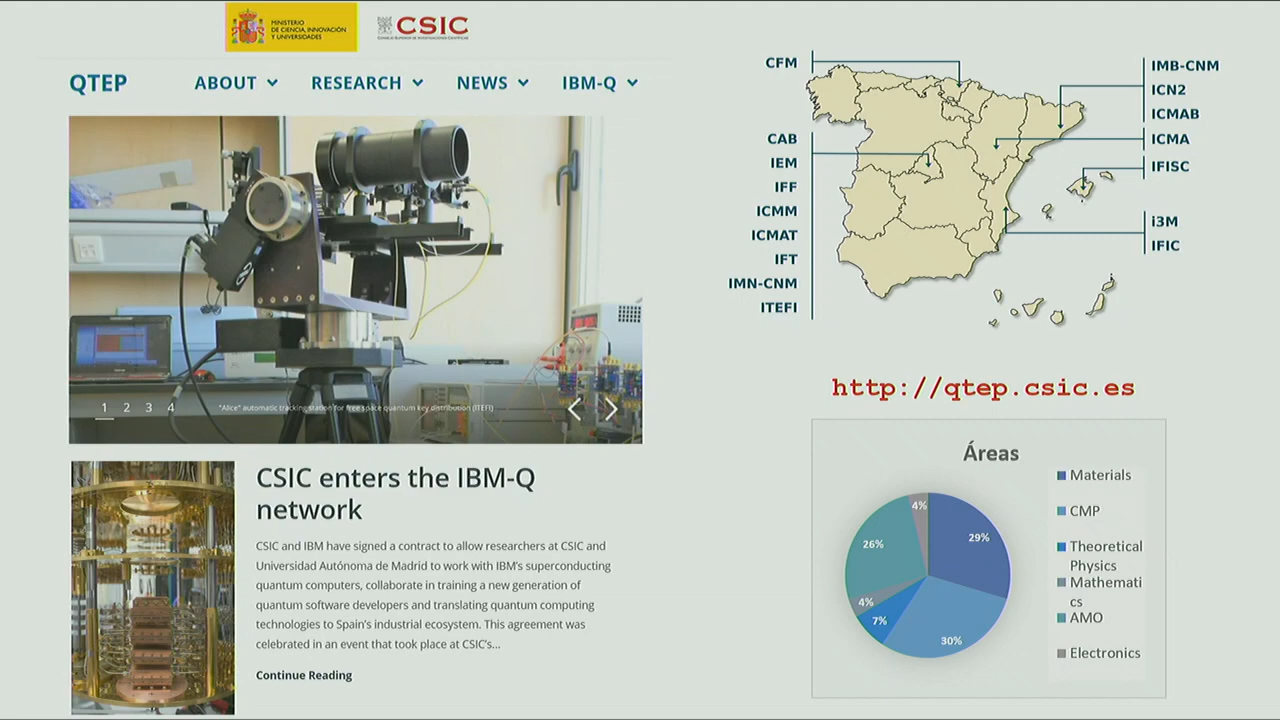 MINISTERIO
DE CIENCIA, INNOVACIÓN
Y UNIVERSIDADES
CSIC
CONSEJO SUPERIOR DE INVESTIGACIONES CIENTÍFICAS
QTEP
ABOUT
RESEARCH
NEWS
IBM-Q
1 2 3 4
"Alice" automatic tracking station for free space quantum key distribution (ITEFI)
CSIC enters the IBM-Q
network
CSIC and IBM have signed a contract to allow researchers at CSIC and
Universidad Autónoma de Madrid to work with IBM's superconducting
quantum computers, collaborate in training a new generation of
quantum software developers and translating quantum computing
technologies to Spain's industrial ecosystem. This agreement was
celebrated in an event that took place at CSIC's...
Continue Reading
CFM
CAB
IEM
IFF
ICMM
ICMAT
IFT
IMN-CNM
ITEFI
IMB-CNM
ICN2
ICMAB
ICMA
IFISC
i3M
IFIC
http://qtep.csic.es
Áreas
4%
26%
29%
4%
7%
30%
Materials
CMP
Theoretical
Physics
Mathemati
cs
AMO
Electronics